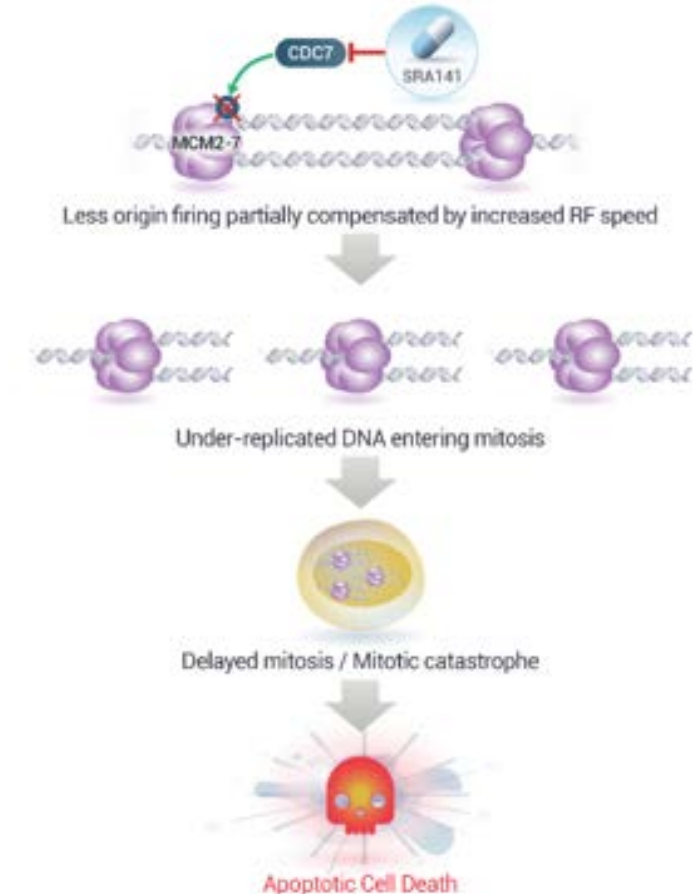 CDC7
SRA141
MCM2-7
Less origin firing partially compensated by increased RF speed
Under-replicated DNA entering mitosis
Delayed mitosis / Mitotic catastrophe
Apoptotic Cell Death